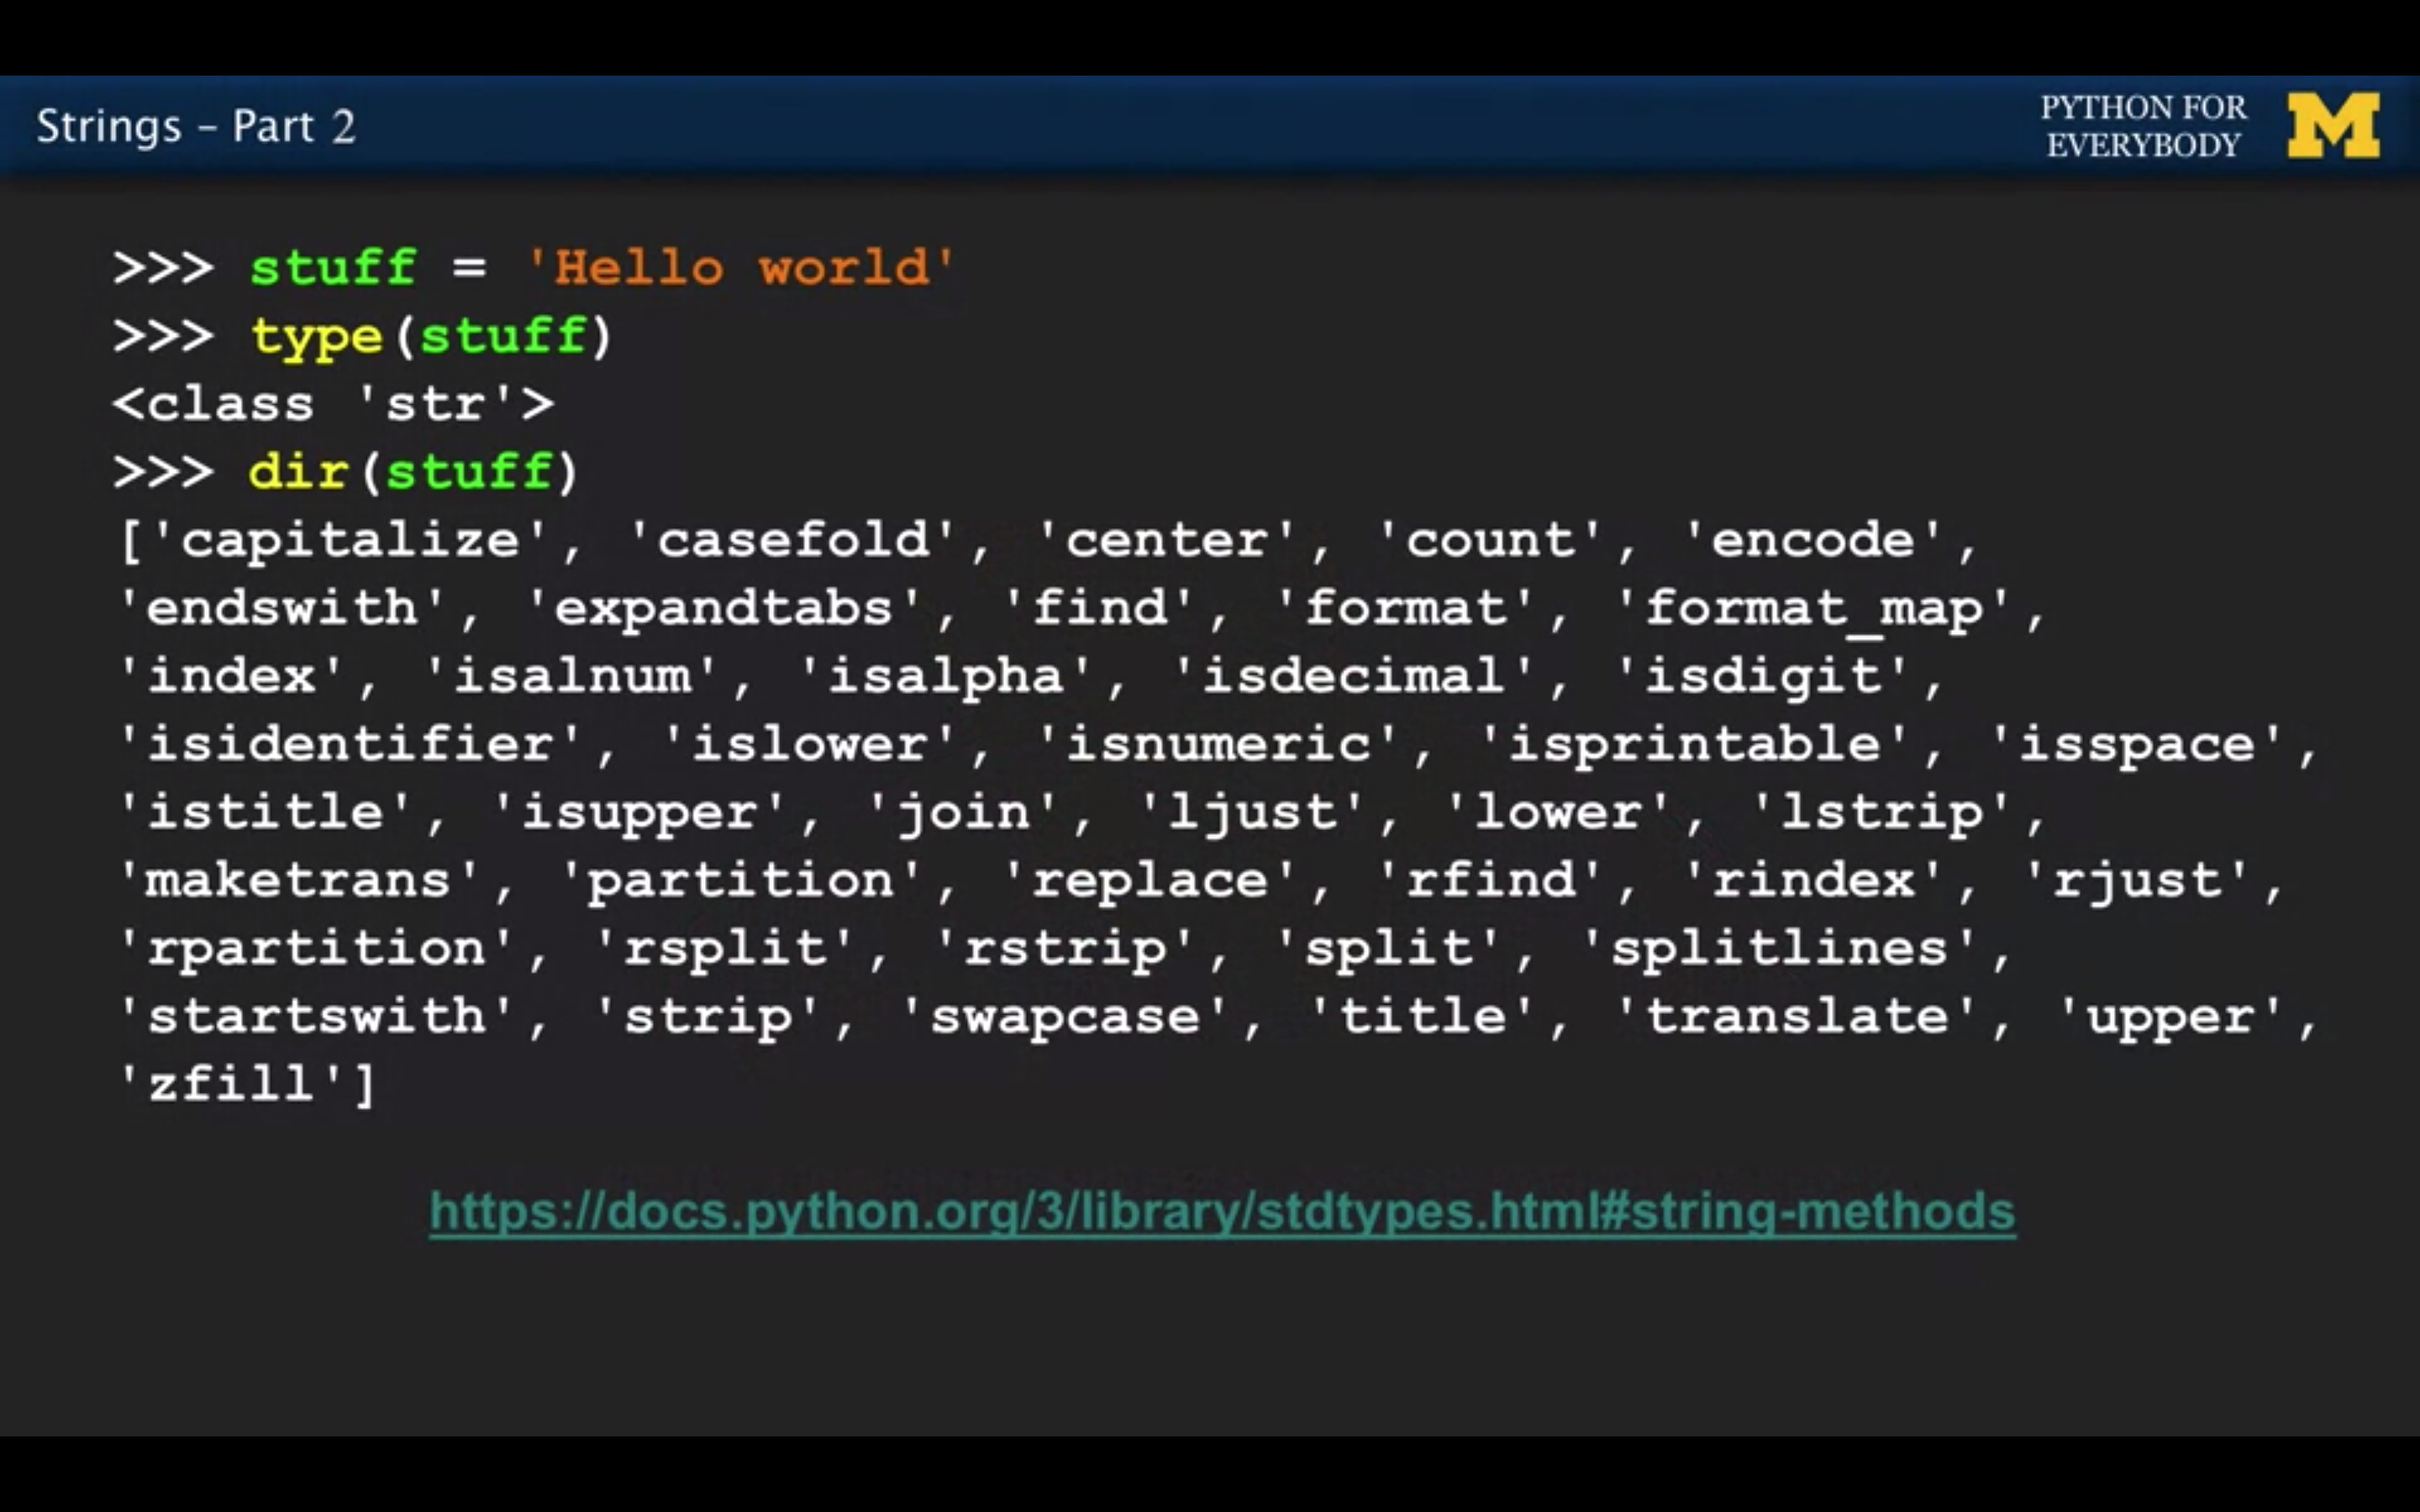 Strings – Part 2
PYTHON FOR
EVERYBODY
M
>>> stuff = 'Hello world'
>>> type(stuff)
<class 'str'>
>>> dir(stuff)
['capitalize', 'casefold', 'center', 'count', 'encode',
'endswith', 'expandtabs', 'find', 'format', 'format_map',
'index', 'isalnum', 'isalpha', 'isdecimal', 'isdigit',
'isidentifier', 'islower', 'isnumeric', 'isprintable', 'isspace',
'istitle', 'isupper', 'join', 'ljust', 'lower', 'lstrip',
'maketrans', 'partition', 'replace', 'rfind', 'rindex', 'rjust',
'rpartition', 'rsplit', 'rstrip', 'split', 'splitlines',
'startswith', 'strip', 'swapcase', 'title', 'translate', 'upper',
'zfill']
https://docs.python.org/3/library/stdtypes.html#string-methods